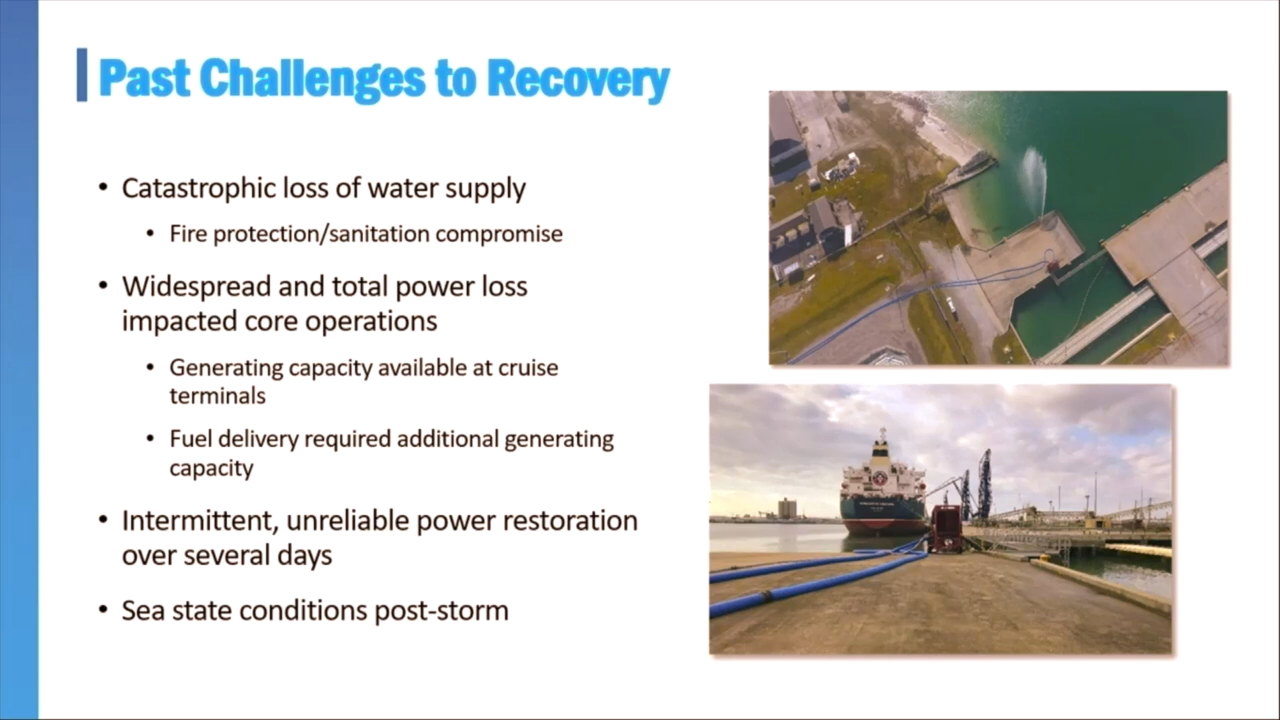 Past Challenges to Recovery
• Catastrophic loss of water supply
• Fire protection/sanitation compromise
• Widespread and total power loss
impacted core operations
• Generating capacity available at cruise
terminals
• Fuel delivery required additional generating
capacity
• Intermittent, unreliable power restoration
over several days
• Sea state conditions post-storm